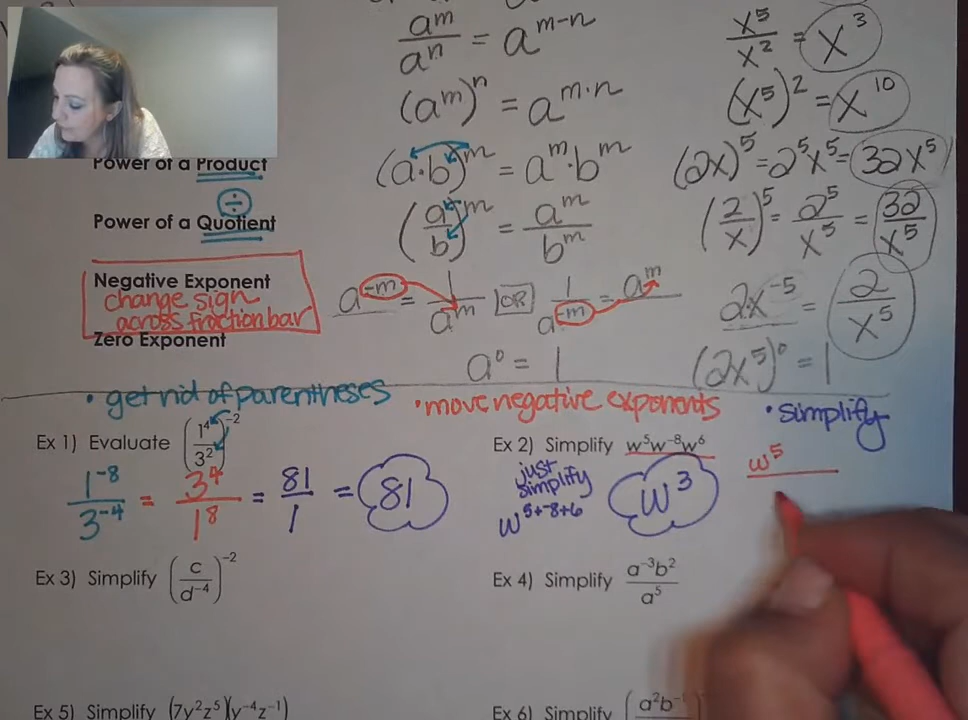 a^m / a^n = a^(m-n)
x^5 / x^2 = x^3
(a^m)^n = a^(m·n)
(x^5)^2 = x^10
Power of a Product
(a·b)^m = a^m·b^m
(2x)^5 = 2^5x^5 = 32x^5
÷
Power of a Quotient
(a/b)^m = a^m / b^m
(2/x)^5 = 2^5 / x^5 = 32 / x^5
Negative Exponent
change sign
across fraction bar
a^-m = 1 / a^m OR 1 / a^-m = a^m
2x^-5 = 2 / x^5
Zero Exponent
a^0 = 1
(2x^5)^0 = 1
• get rid of parentheses
• move negative exponents
• simplify
Ex 1) Evaluate (1^4 / 3^2)^-2
1^-8 / 3^-4 = 3^4 / 1^8 = 81 / 1 = 81
Ex 2) Simplify w^5w^-8w^6
just
simplify
w^(5+-8+6)
w^3
w^5
Ex 3) Simplify (c / d^-4)^-2
Ex 4) Simplify a^-3b^2 / a^5
Ex 5) Simplify (7y^2z^5)(y^-4z^-1)
Ex 6) Simplify